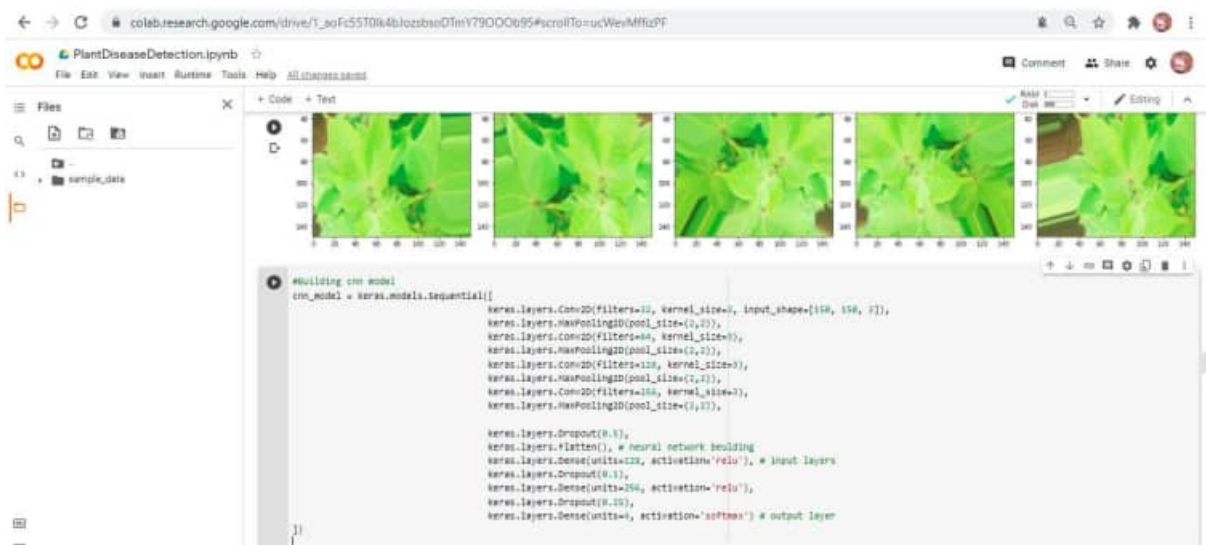 colab.research.google.com/drive/
PlantDiseaseDetection.ipynb
File Edit View Insert Runtime Tools Help All changes saved
Comment Share
Files
+ Code + Text
RAM
Disk
Editing
..
sample_data
#Building cnn model
cnn_model = keras.models.Sequential([
keras.layers.Conv2D(filters=32, kernel_size=3, input_shape=[150, 150, 3]),
keras.layers.MaxPooling2D(pool_size=(2,2)),
keras.layers.Conv2D(filters=64, kernel_size=3),
keras.layers.MaxPooling2D(pool_size=(2,2)),
keras.layers.Conv2D(filters=128, kernel_size=3),
keras.layers.MaxPooling2D(pool_size=(2,2)),
keras.layers.Conv2D(filters=256, kernel_size=3),
keras.layers.MaxPooling2D(pool_size=(2,2)),
keras.layers.Dropout(0.5),
keras.layers.Flatten(), # neural network beulding
keras.layers.Dense(units=128, activation='relu'), # input layers
keras.layers.Dropout(0.1),
keras.layers.Dense(units=256, activation='relu'),
keras.layers.Dropout(0.25),
keras.layers.Dense(units=4, activation='softmax') # output layer
])